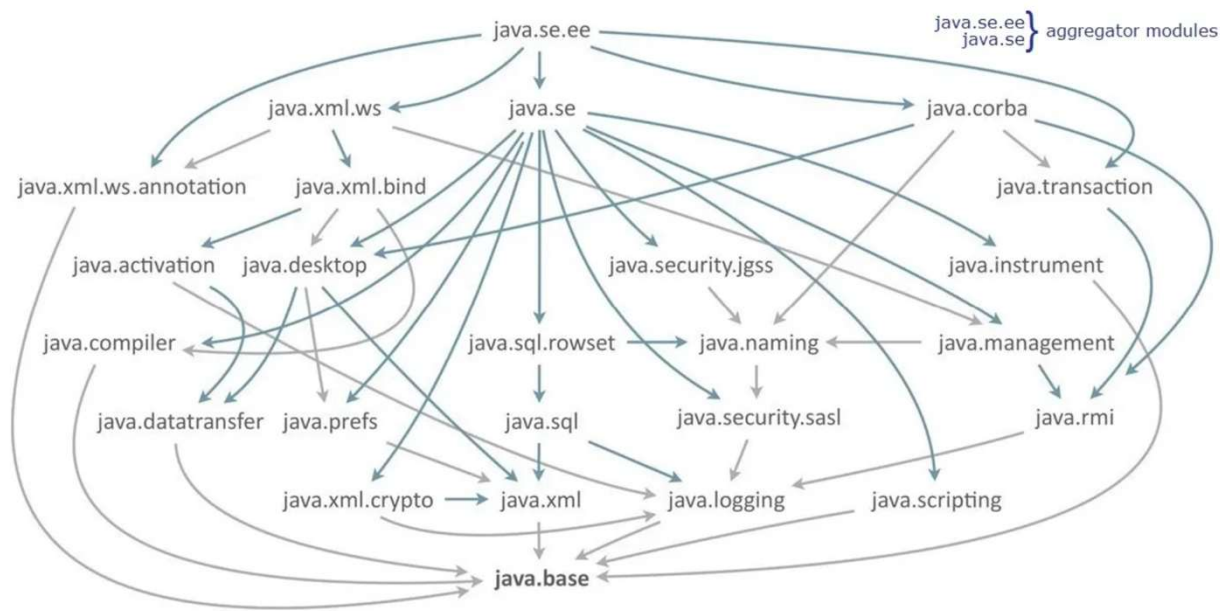 java.se.ee
java.se.ee
java.se
} aggregator modules
java.xml.ws
java.se
java.corba
java.xml.ws.annotation
java.xml.bind
java.transaction
java.activation
java.desktop
java.security.jgss
java.instrument
java.compiler
java.sql.rowset
java.naming
java.management
java.datatransfer
java.prefs
java.sql
java.security.sasl
java.rmi
java.xml.crypto
java.xml
java.logging
java.scripting
java.base